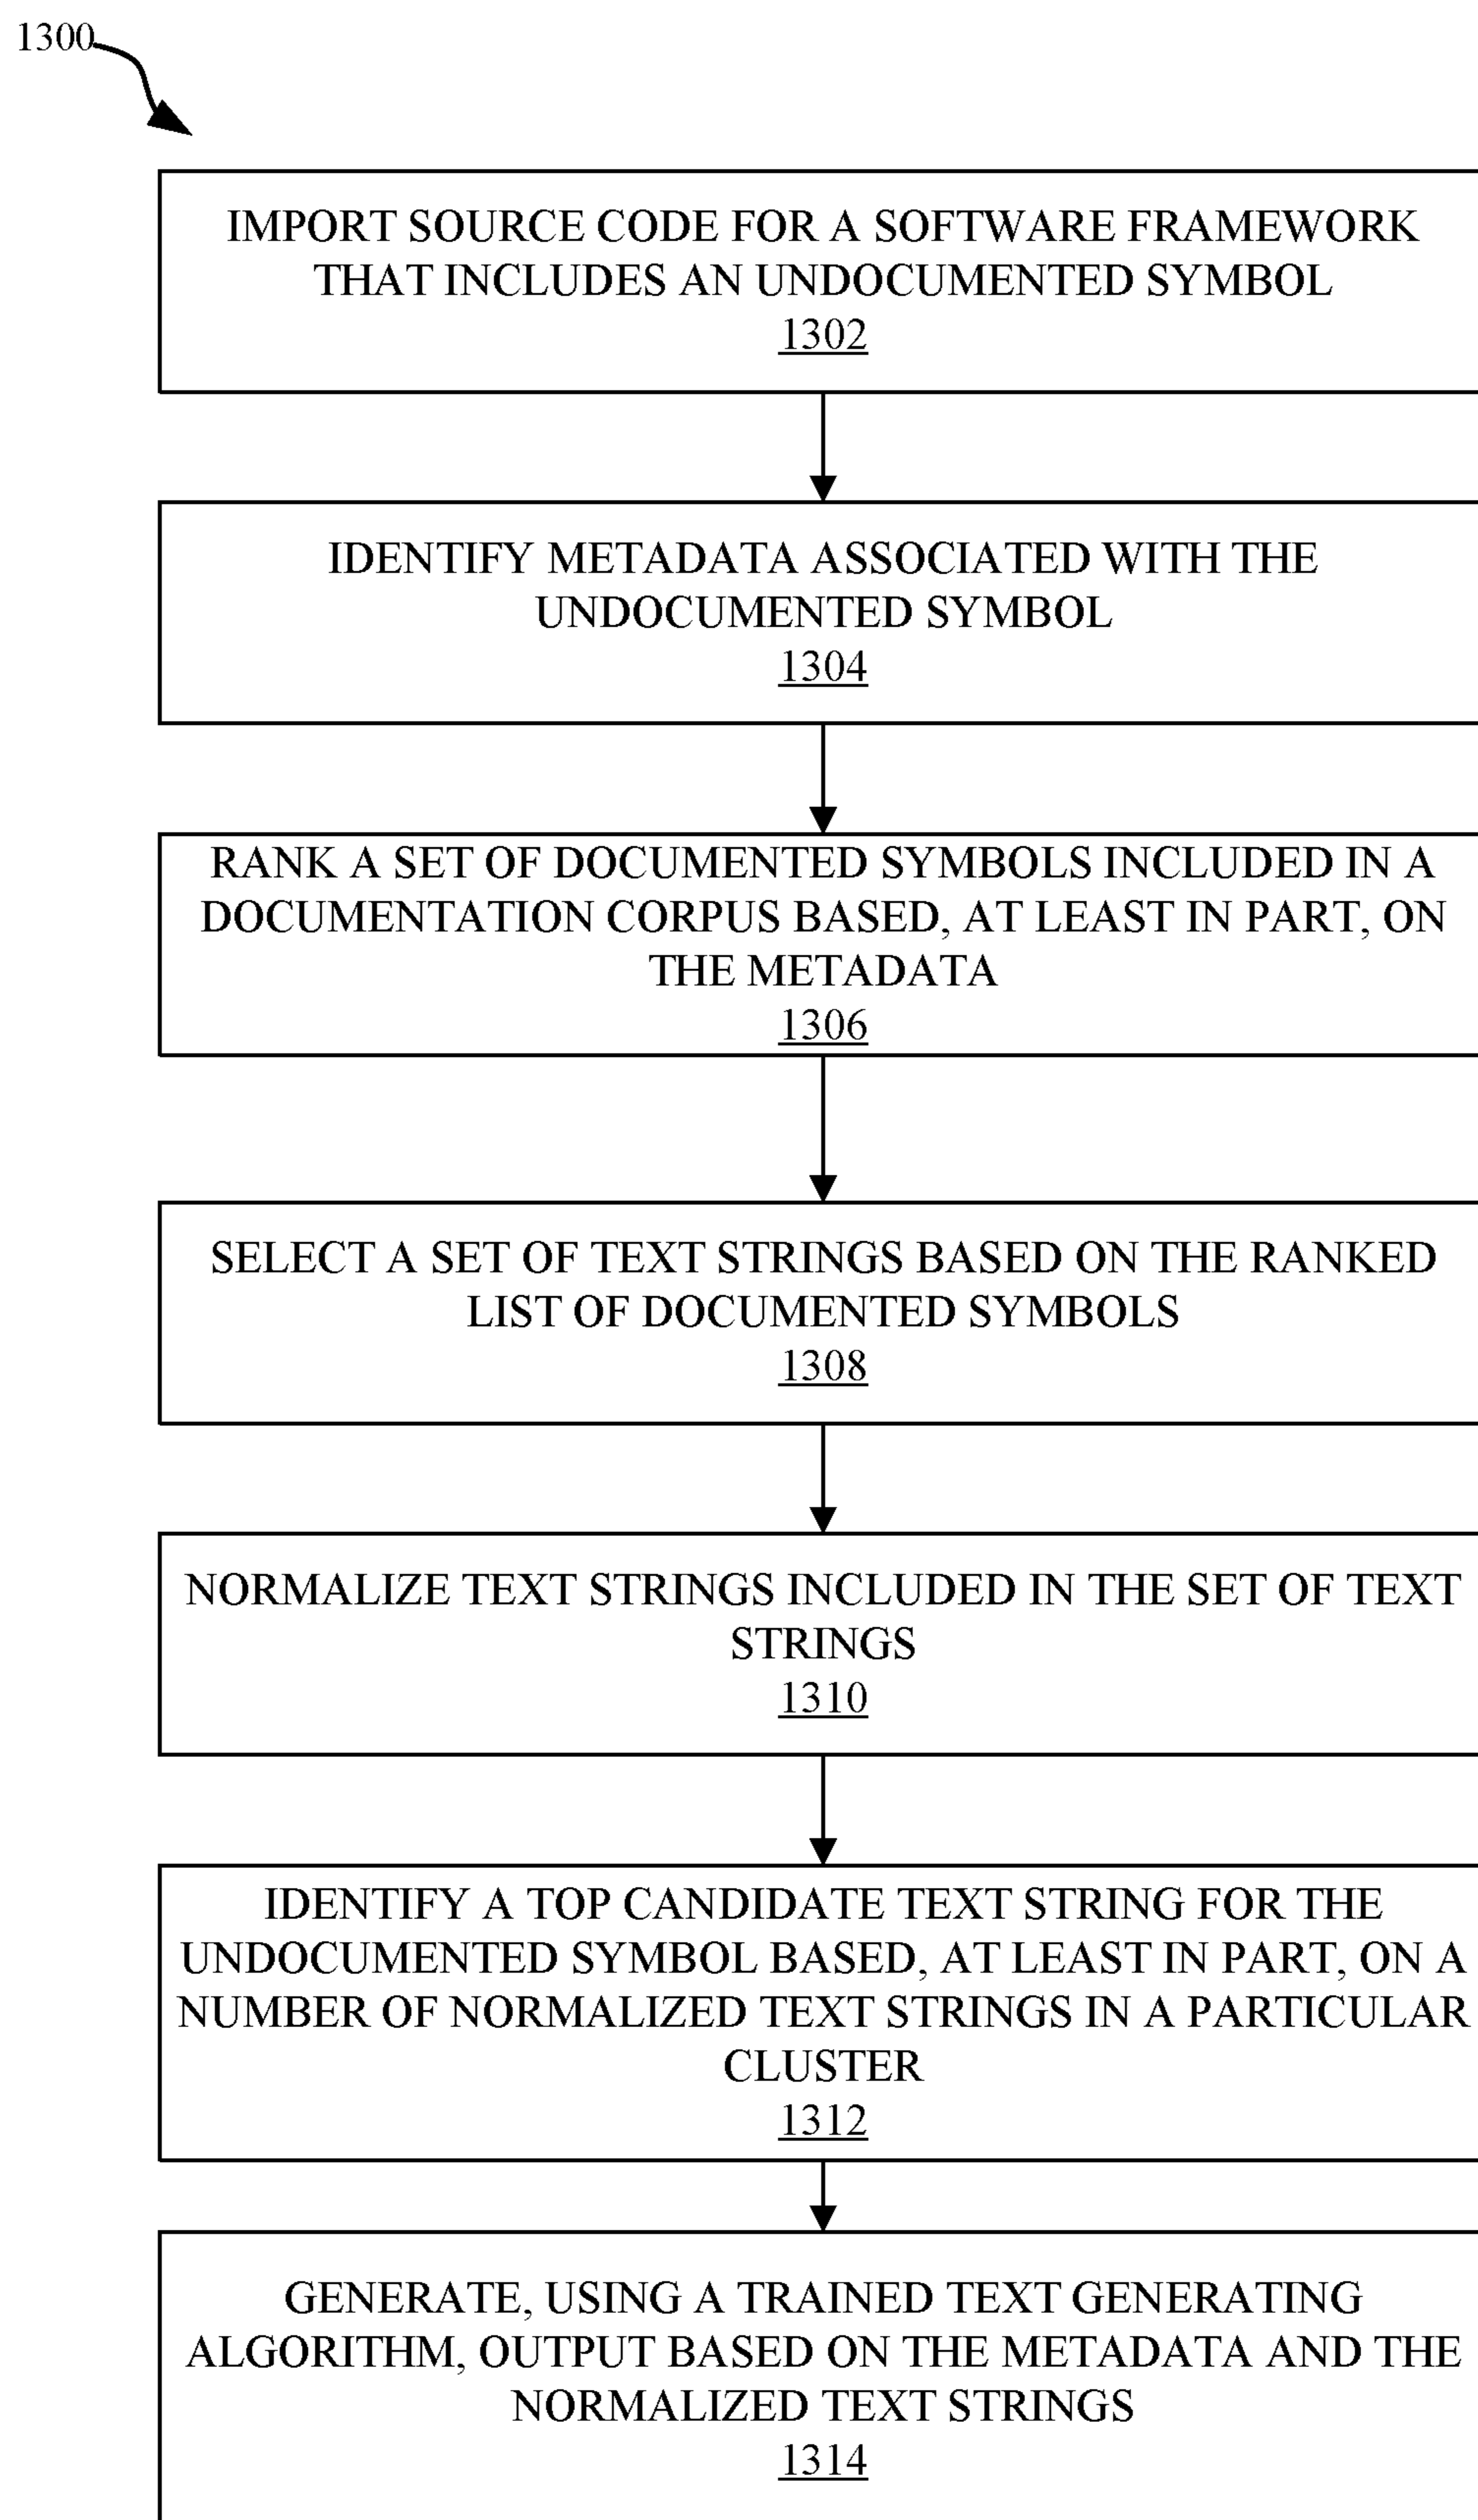 1300
IMPORT SOURCE CODE FOR A SOFTWARE FRAMEWORK
THAT INCLUDES AN UNDOCUMENTED SYMBOL
1302
IDENTIFY METADATA ASSOCIATED WITH THE
UNDOCUMENTED SYMBOL
1304
RANK A SET OF DOCUMENTED SYMBOLS INCLUDED IN A
DOCUMENTATION CORPUS BASED, AT LEAST IN PART, ON
THE METADATA
1306
SELECT A SET OF TEXT STRINGS BASED ON THE RANKED
LIST OF DOCUMENTED SYMBOLS
1308
NORMALIZE TEXT STRINGS INCLUDED IN THE SET OF TEXT
STRINGS
1310
IDENTIFY A TOP CANDIDATE TEXT STRING FOR THE
UNDOCUMENTED SYMBOL BASED, AT LEAST IN PART, ON A
NUMBER OF NORMALIZED TEXT STRINGS IN A PARTICULAR
CLUSTER
1312
GENERATE, USING A TRAINED TEXT GENERATING
ALGORITHM, OUTPUT BASED ON THE METADATA AND THE
NORMALIZED TEXT STRINGS
1314